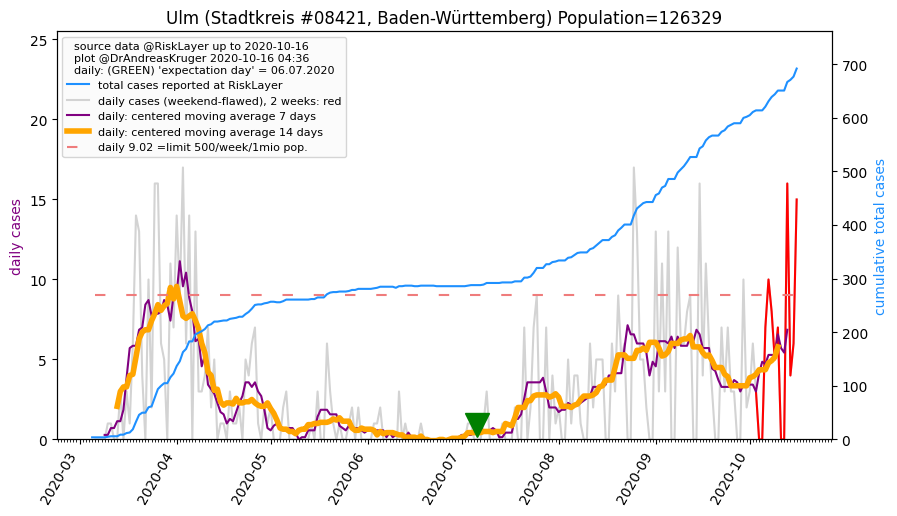 Ulm (Stadtkreis #08421, Baden-Württemberg) Population=126329
source data @RiskLayer up to 2020-10-16
plot @DrAndreasKruger 2020-10-16 04:36
daily: (GREEN) 'expectation day' = 06.07.2020
total cases reported at RiskLayer
daily cases (weekend-flawed), 2 weeks: red
daily: centered moving average 7 days
daily: centered moving average 14 days
daily 9.02 =limit 500/week/1mio pop.
daily cases
25
20
15
10
5
0
cumulative total cases
700
600
500
400
300
200
100
0
2020-03
2020-04
2020-05
2020-06
2020-07
2020-08
2020-09
2020-10